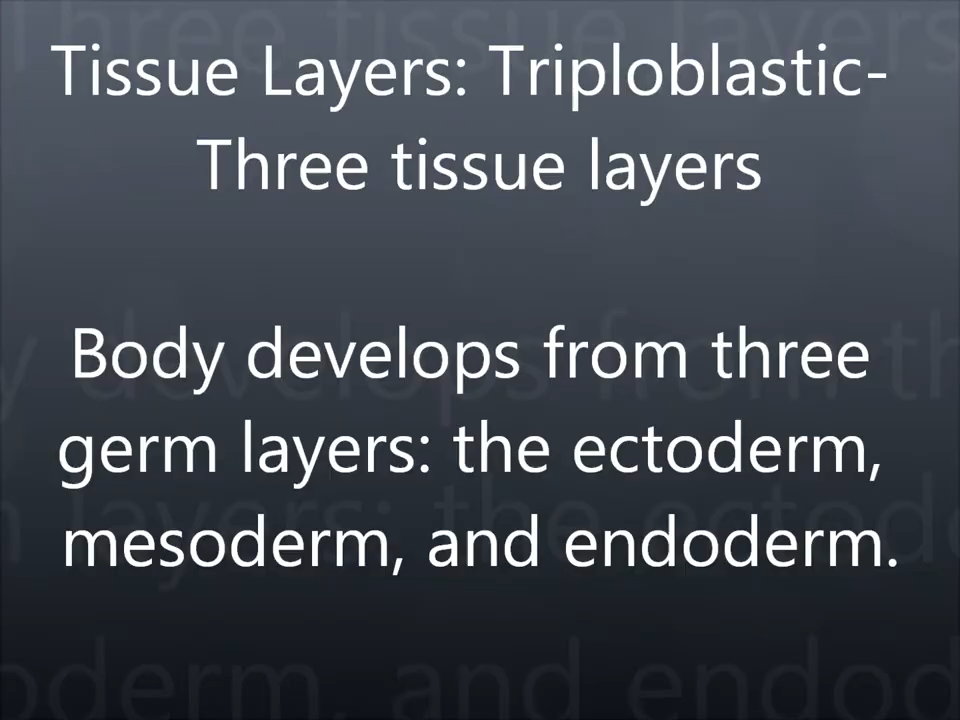 Tissue Layers: Triploblastic-
Three tissue layers
Body develops from three
germ layers: the ectoderm,
mesoderm, and endoderm.